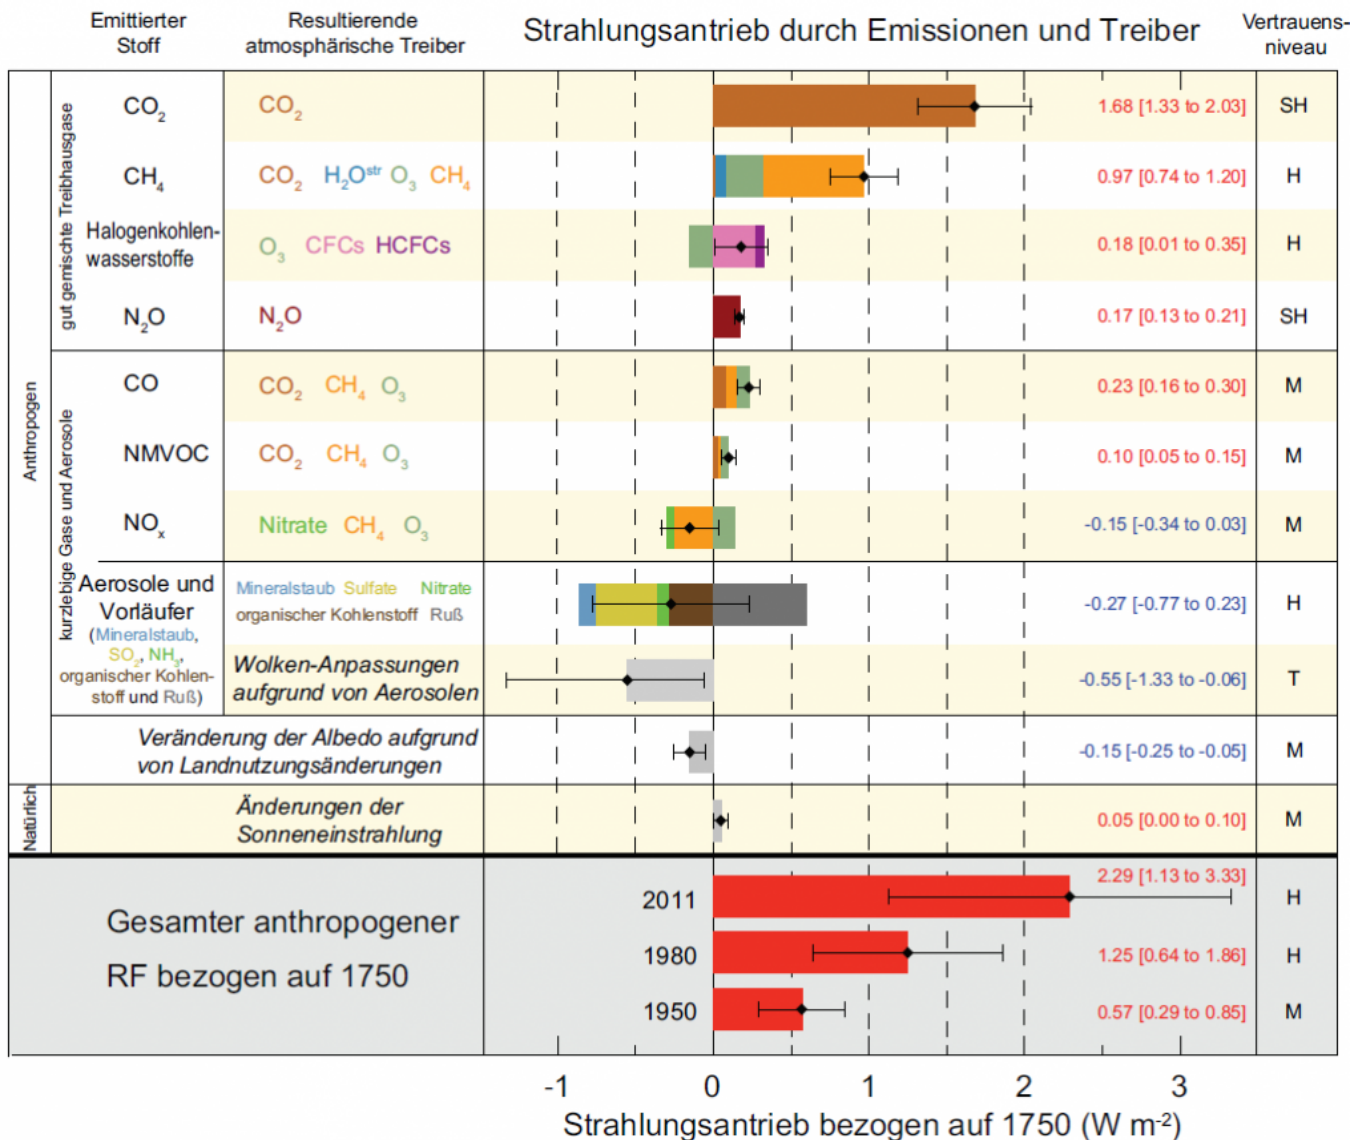 Emittierter
Stoff
Resultierende
atmosphärische Treiber
Strahlungsantrieb durch Emissionen und Treiber
Vertrauens-
niveau
Anthropogen
gut gemischte Treibhausgase
CO₂ CO₂ 1.68 [1.33 to 2.03] SH
CH₄ CO₂ H₂Oˢᵗʳ O₃ CH₄ 0.97 [0.74 to 1.20] H
Halogenkohlen-
wasserstoffe
O₃ CFCs HCFCs 0.18 [0.01 to 0.35] H
N₂O N₂O 0.17 [0.13 to 0.21] SH
kurzlebige Gase und Aerosole
CO CO₂ CH₄ O₃ 0.23 [0.16 to 0.30] M
NMVOC CO₂ CH₄ O₃ 0.10 [0.05 to 0.15] M
NOₓ Nitrate CH₄ O₃ -0.15 [-0.34 to 0.03] M
Aerosole und
Vorläufer
(Mineralstaub,
SO₂, NH₃,
organischer Kohlen-
stoff und Ruß)
Mineralstaub Sulfate Nitrate
organischer Kohlenstoff Ruß
-0.27 [-0.77 to 0.23] H
Wolken-Anpassungen
aufgrund von Aerosolen
-0.55 [-1.33 to -0.06] T
Veränderung der Albedo aufgrund
von Landnutzungsänderungen
-0.15 [-0.25 to -0.05] M
Natürlich
Änderungen der
Sonneneinstrahlung
0.05 [0.00 to 0.10] M
Gesamter anthropogener
RF bezogen auf 1750
2011 2.29 [1.13 to 3.33] H
1980 1.25 [0.64 to 1.86] H
1950 0.57 [0.29 to 0.85] M
-1 0 1 2 3
Strahlungsantrieb bezogen auf 1750 (W m⁻²)